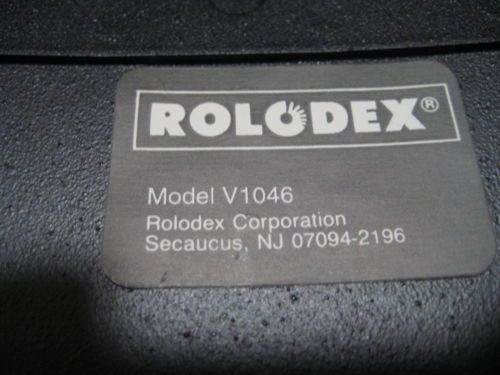 ROLODEX®
Model V1046
Rolodex Corporation
Secaucus, NJ 07094-2196